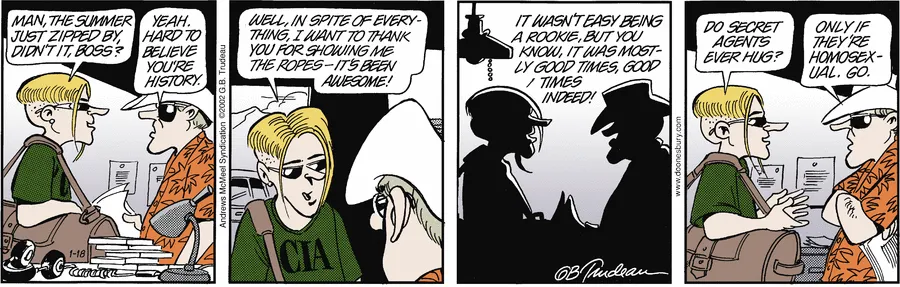 MAN, THE SUMMER
JUST ZIPPED BY,
DIDN'T IT, BOSS?
YEAH.
HARD TO
BELIEVE
YOU'RE
HISTORY.
1-18
Andrews McMeel Syndication ©2002 G.B. Trudeau
WELL, IN SPITE OF EVERY-
THING, I WANT TO THANK
YOU FOR SHOWING ME
THE ROPES – IT'S BEEN
AWESOME!
CIA
IT WASN'T EASY BEING
A ROOKIE, BUT YOU
KNOW, IT WAS MOST-
LY GOOD TIMES, GOOD
TIMES
INDEED!
GB Trudeau
www.doonesbury.com
DO SECRET
AGENTS
EVER HUG?
ONLY IF
THEY'RE
HOMOSEX-
UAL. GO.